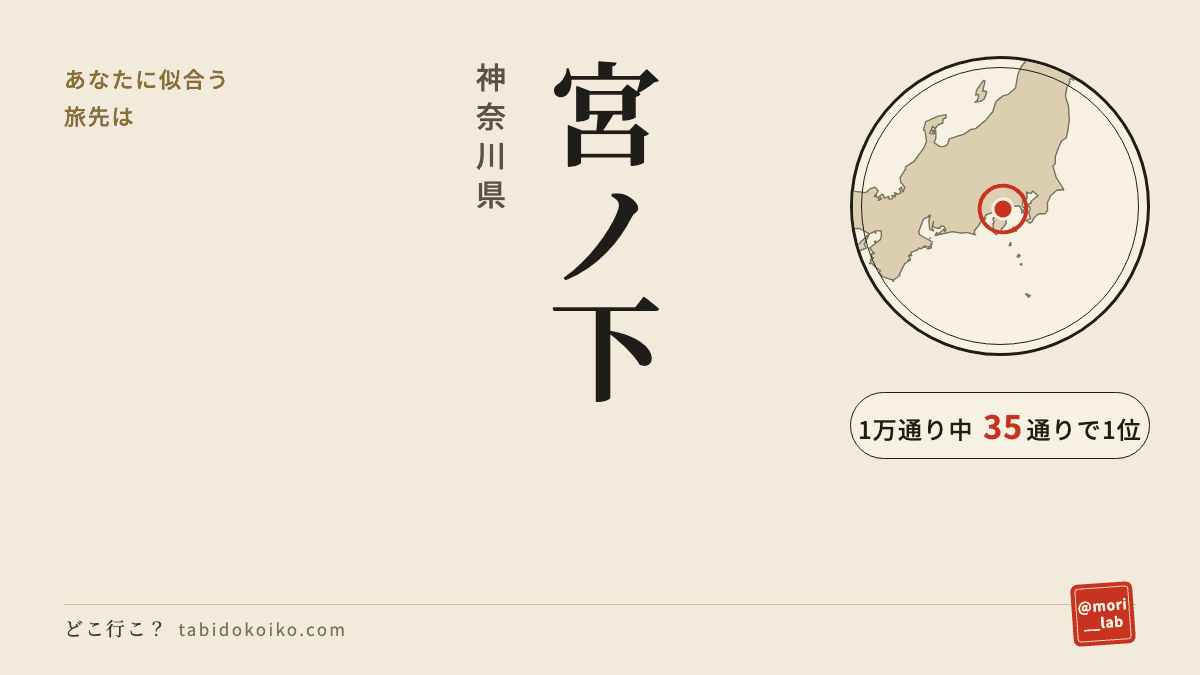 あなたに似合う
旅先は
宮ノ下
神奈川県
1万通り中 35通りで1位
どこ行こ？ tabidokoiko.com
@mori
__lab